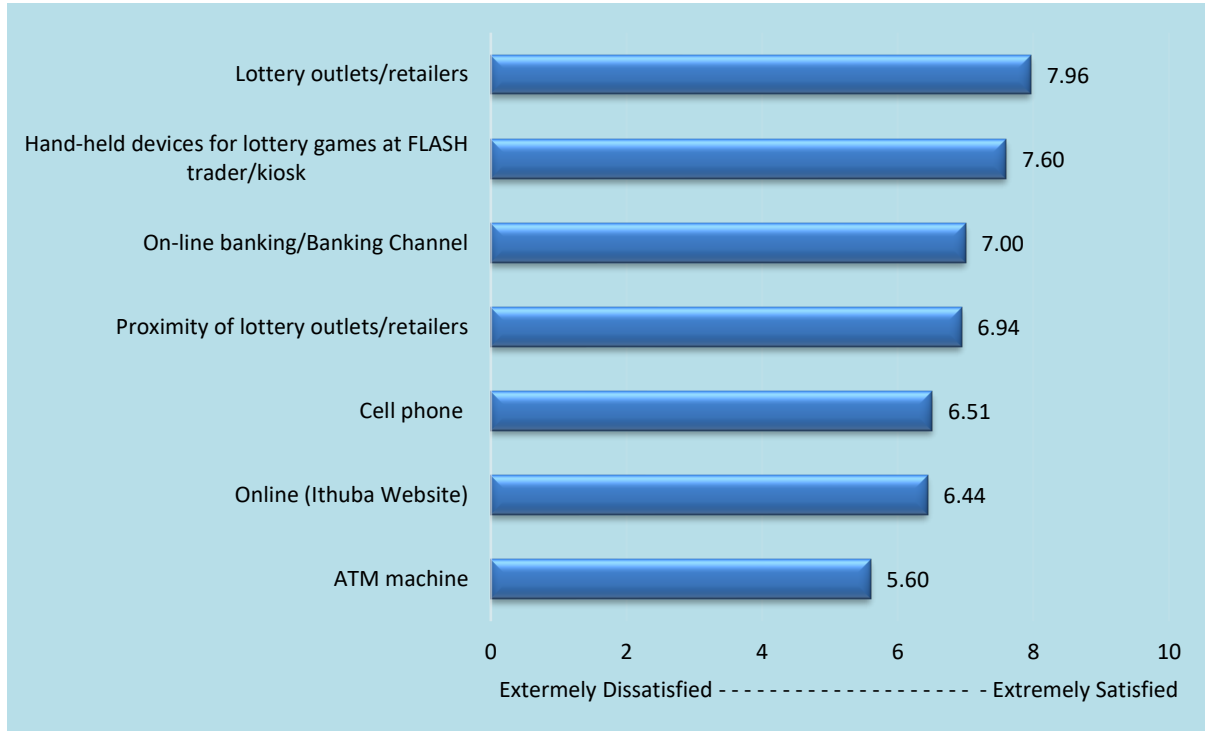 Lottery outlets/retailers
7.96
Hand-held devices for lottery games at FLASH
trader/kiosk
7.60
On-line banking/Banking Channel
7.00
Proximity of lottery outlets/retailers
6.94
Cell phone
6.51
Online (Ithuba Website)
6.44
ATM machine
5.60
0 2 4 6 8 10
Extermely Dissatisfied - - - - - - - - - - - - - - - - - - - - - - - Extremely Satisfied